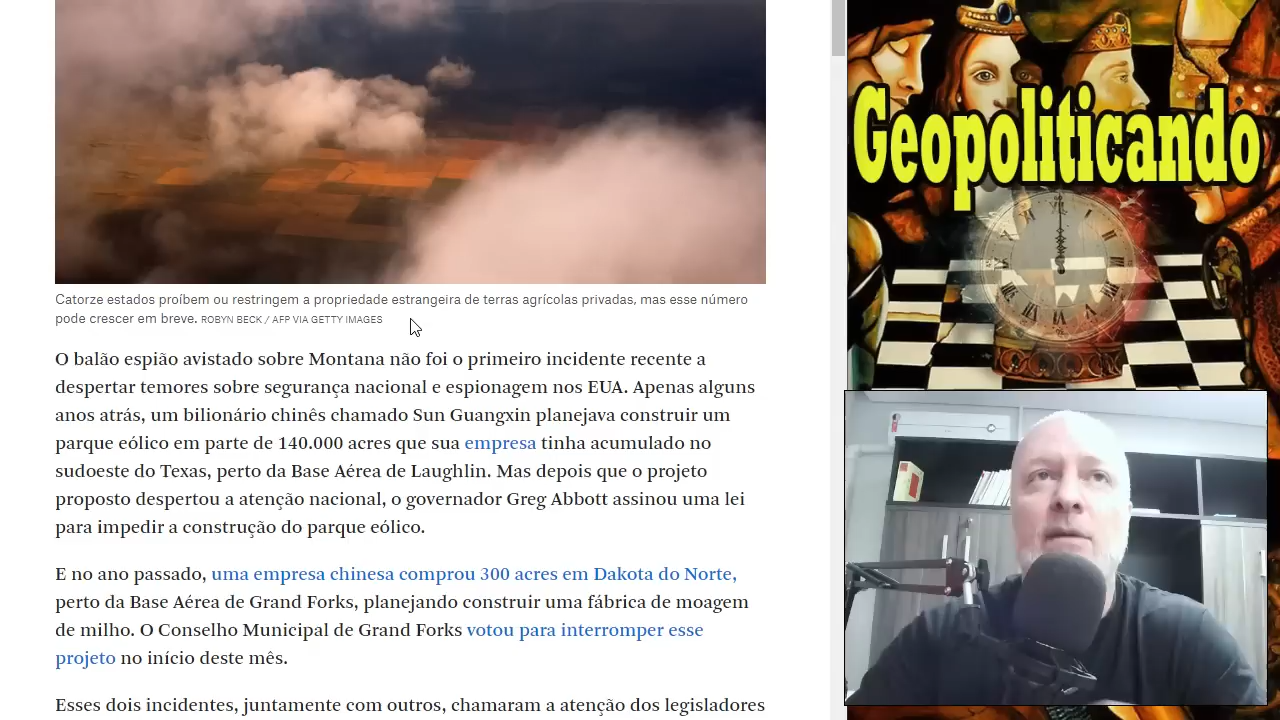 Geopoliticando
Catorze estados proíbem ou restringem a propriedade estrangeira de terras agrícolas privadas, mas esse número
pode crescer em breve. ROBYN BECK / AFP VIA GETTY IMAGES
O balão espião avistado sobre Montana não foi o primeiro incidente recente a
despertar temores sobre segurança nacional e espionagem nos EUA. Apenas alguns
anos atrás, um bilionário chinês chamado Sun Guangxin planejava construir um
parque eólico em parte de 140.000 acres que sua empresa tinha acumulado no
sudoeste do Texas, perto da Base Aérea de Laughlin. Mas depois que o projeto
proposto despertou a atenção nacional, o governador Greg Abbott assinou uma lei
para impedir a construção do parque eólico.
E no ano passado, uma empresa chinesa comprou 300 acres em Dakota do Norte,
perto da Base Aérea de Grand Forks, planejando construir uma fábrica de moagem
de milho. O Conselho Municipal de Grand Forks votou para interromper esse
projeto no início deste mês.
Esses dois incidentes, juntamente com outros, chamaram a atenção dos legisladores